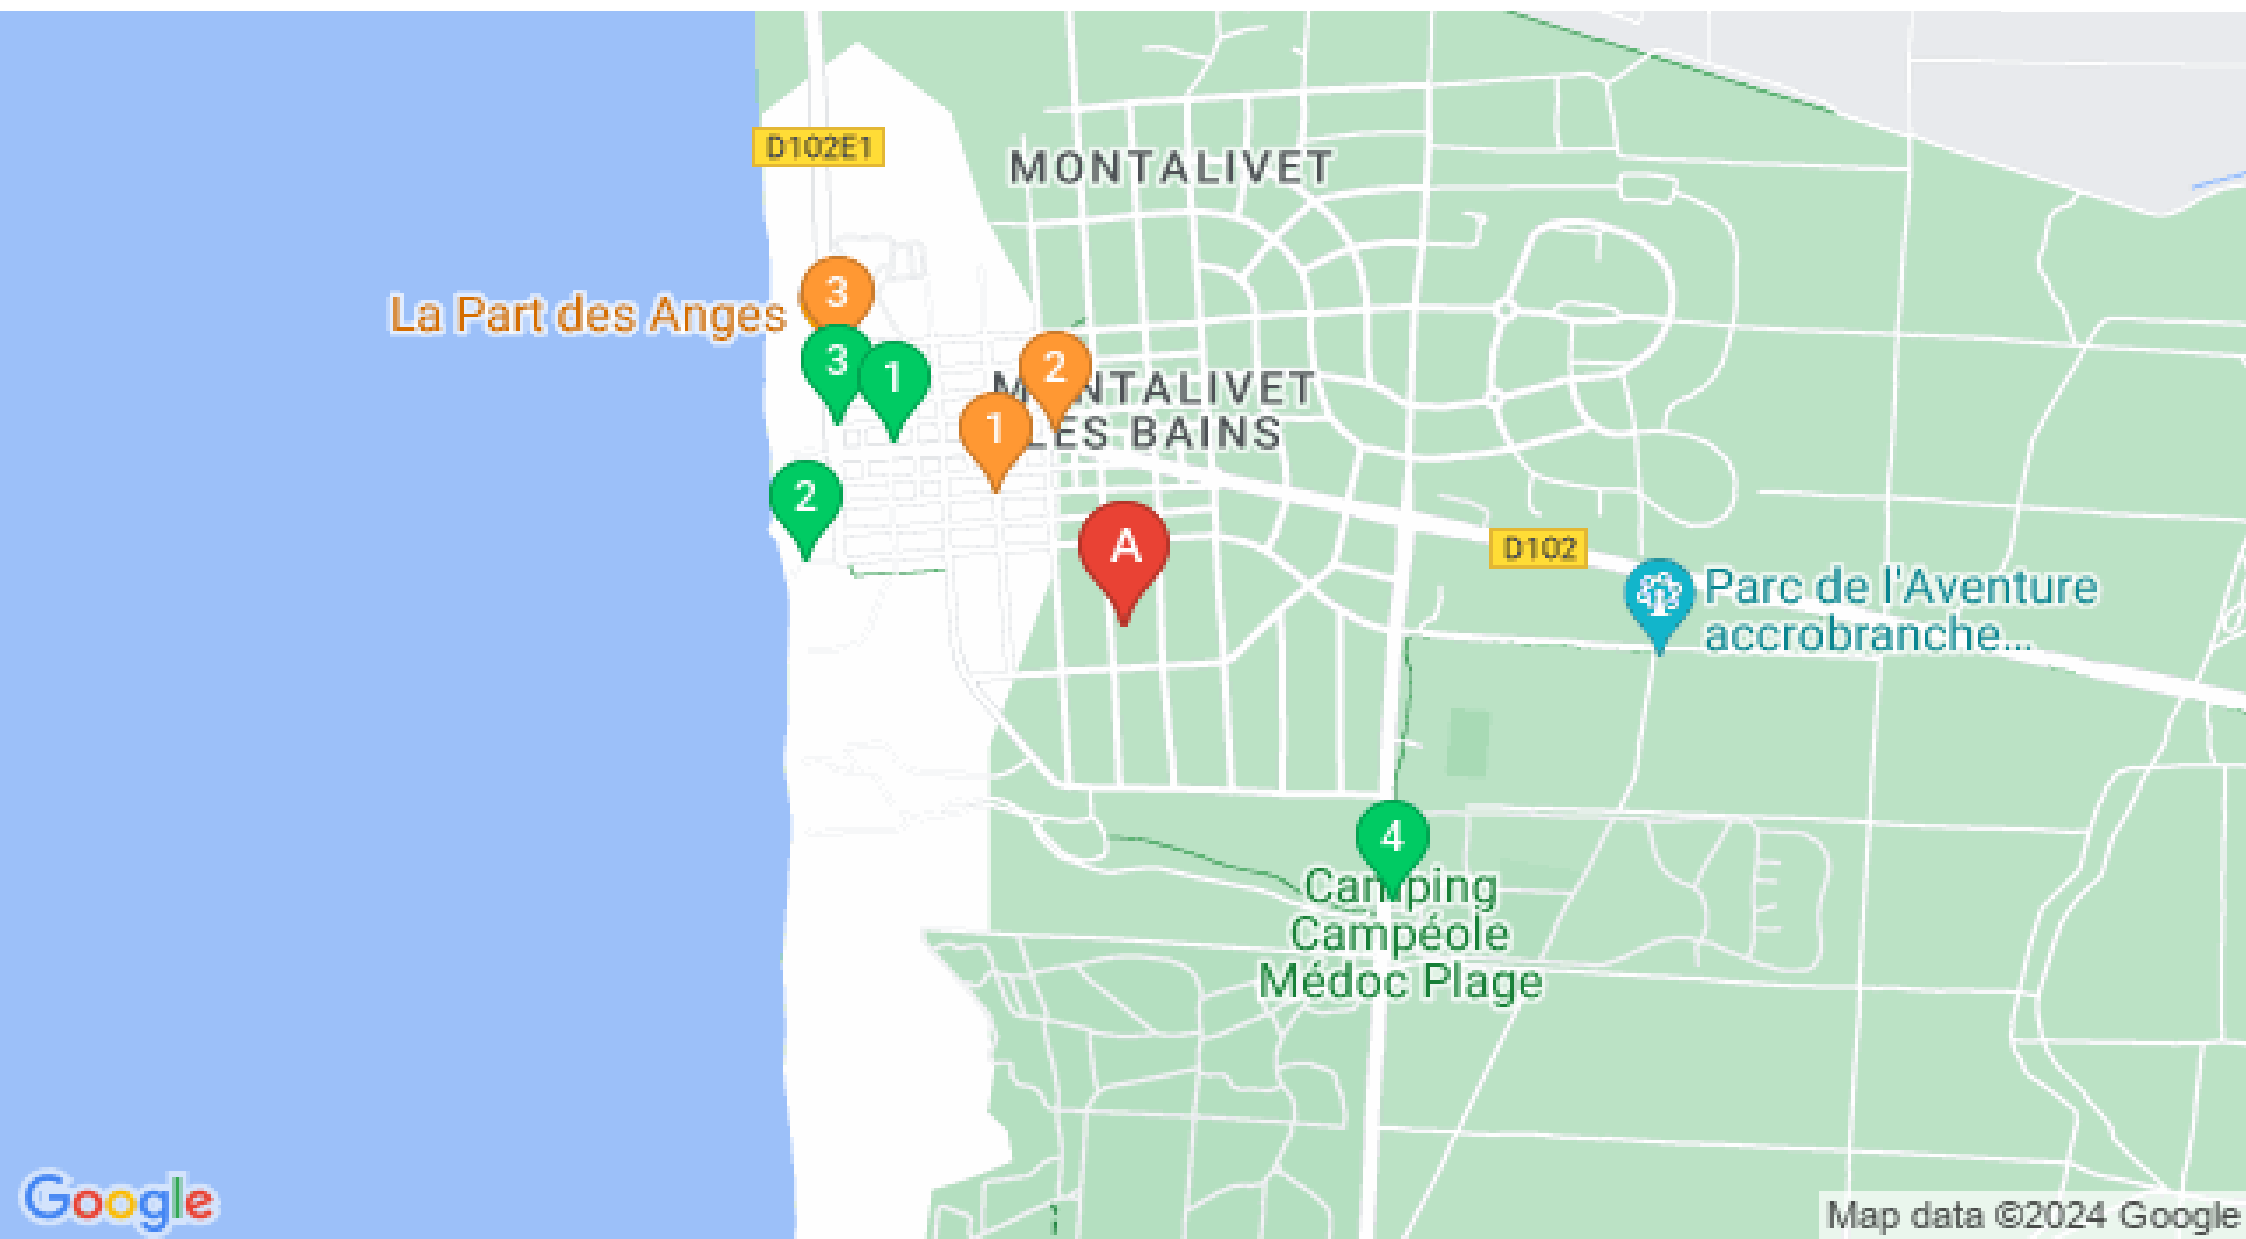 D102E1
MONTALIVET
3
La Part des Anges
3
1
2
MONTALIVET
LES BAINS
1
2
A
D102
Parc de l'Aventure
accrobranche...
4
Camping
Campéole
Médoc Plage
Google
Map data ©2024 Google